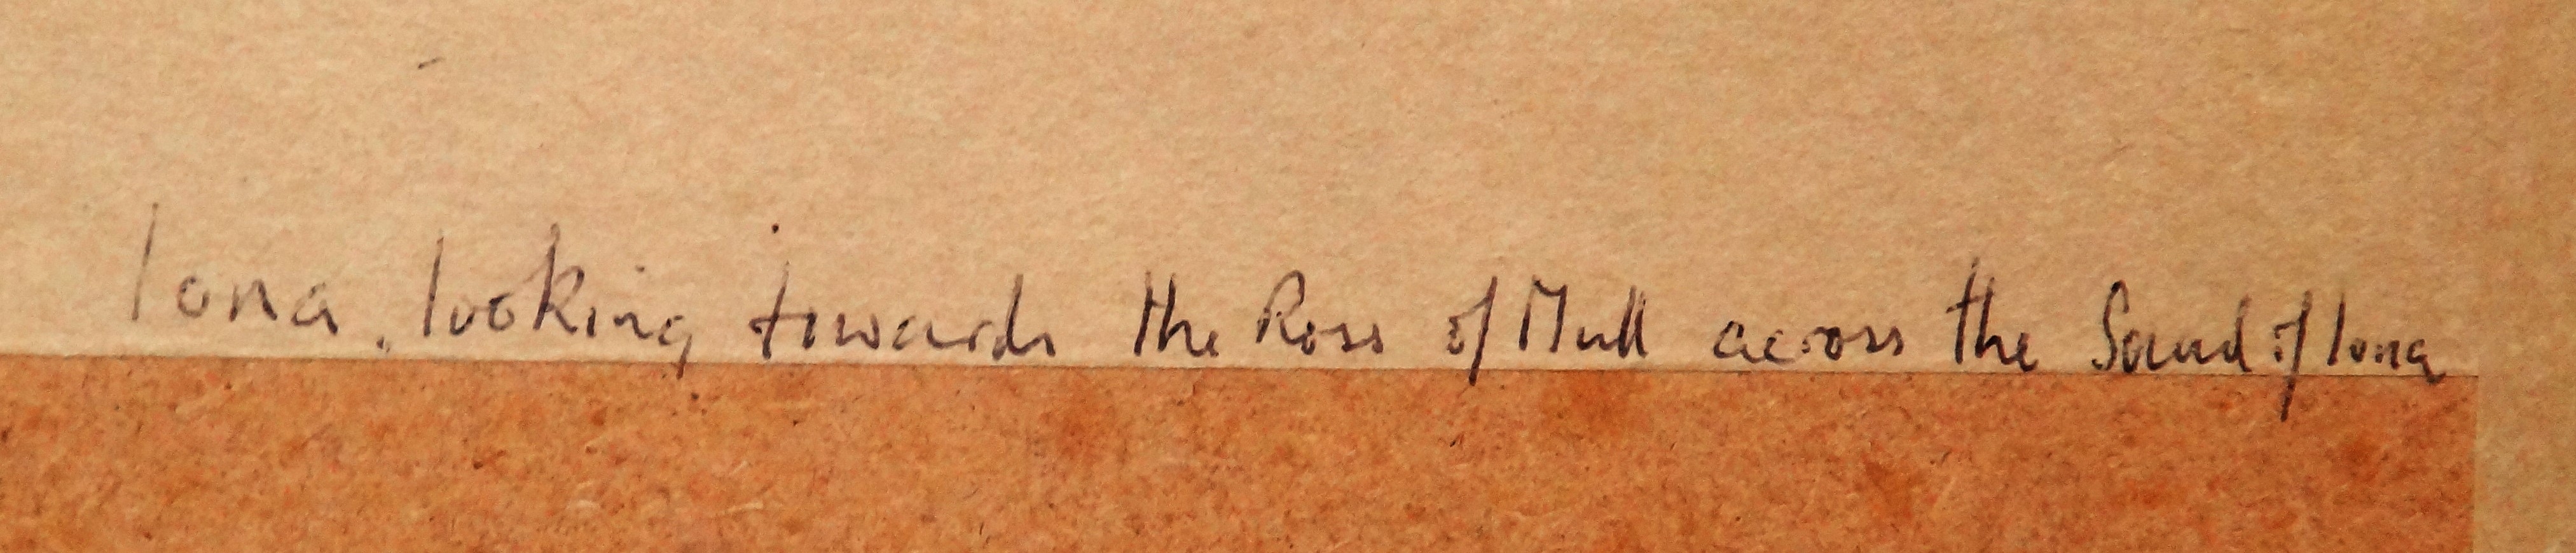 Iona, looking towards the Ross of Mull across the Sound of Iona